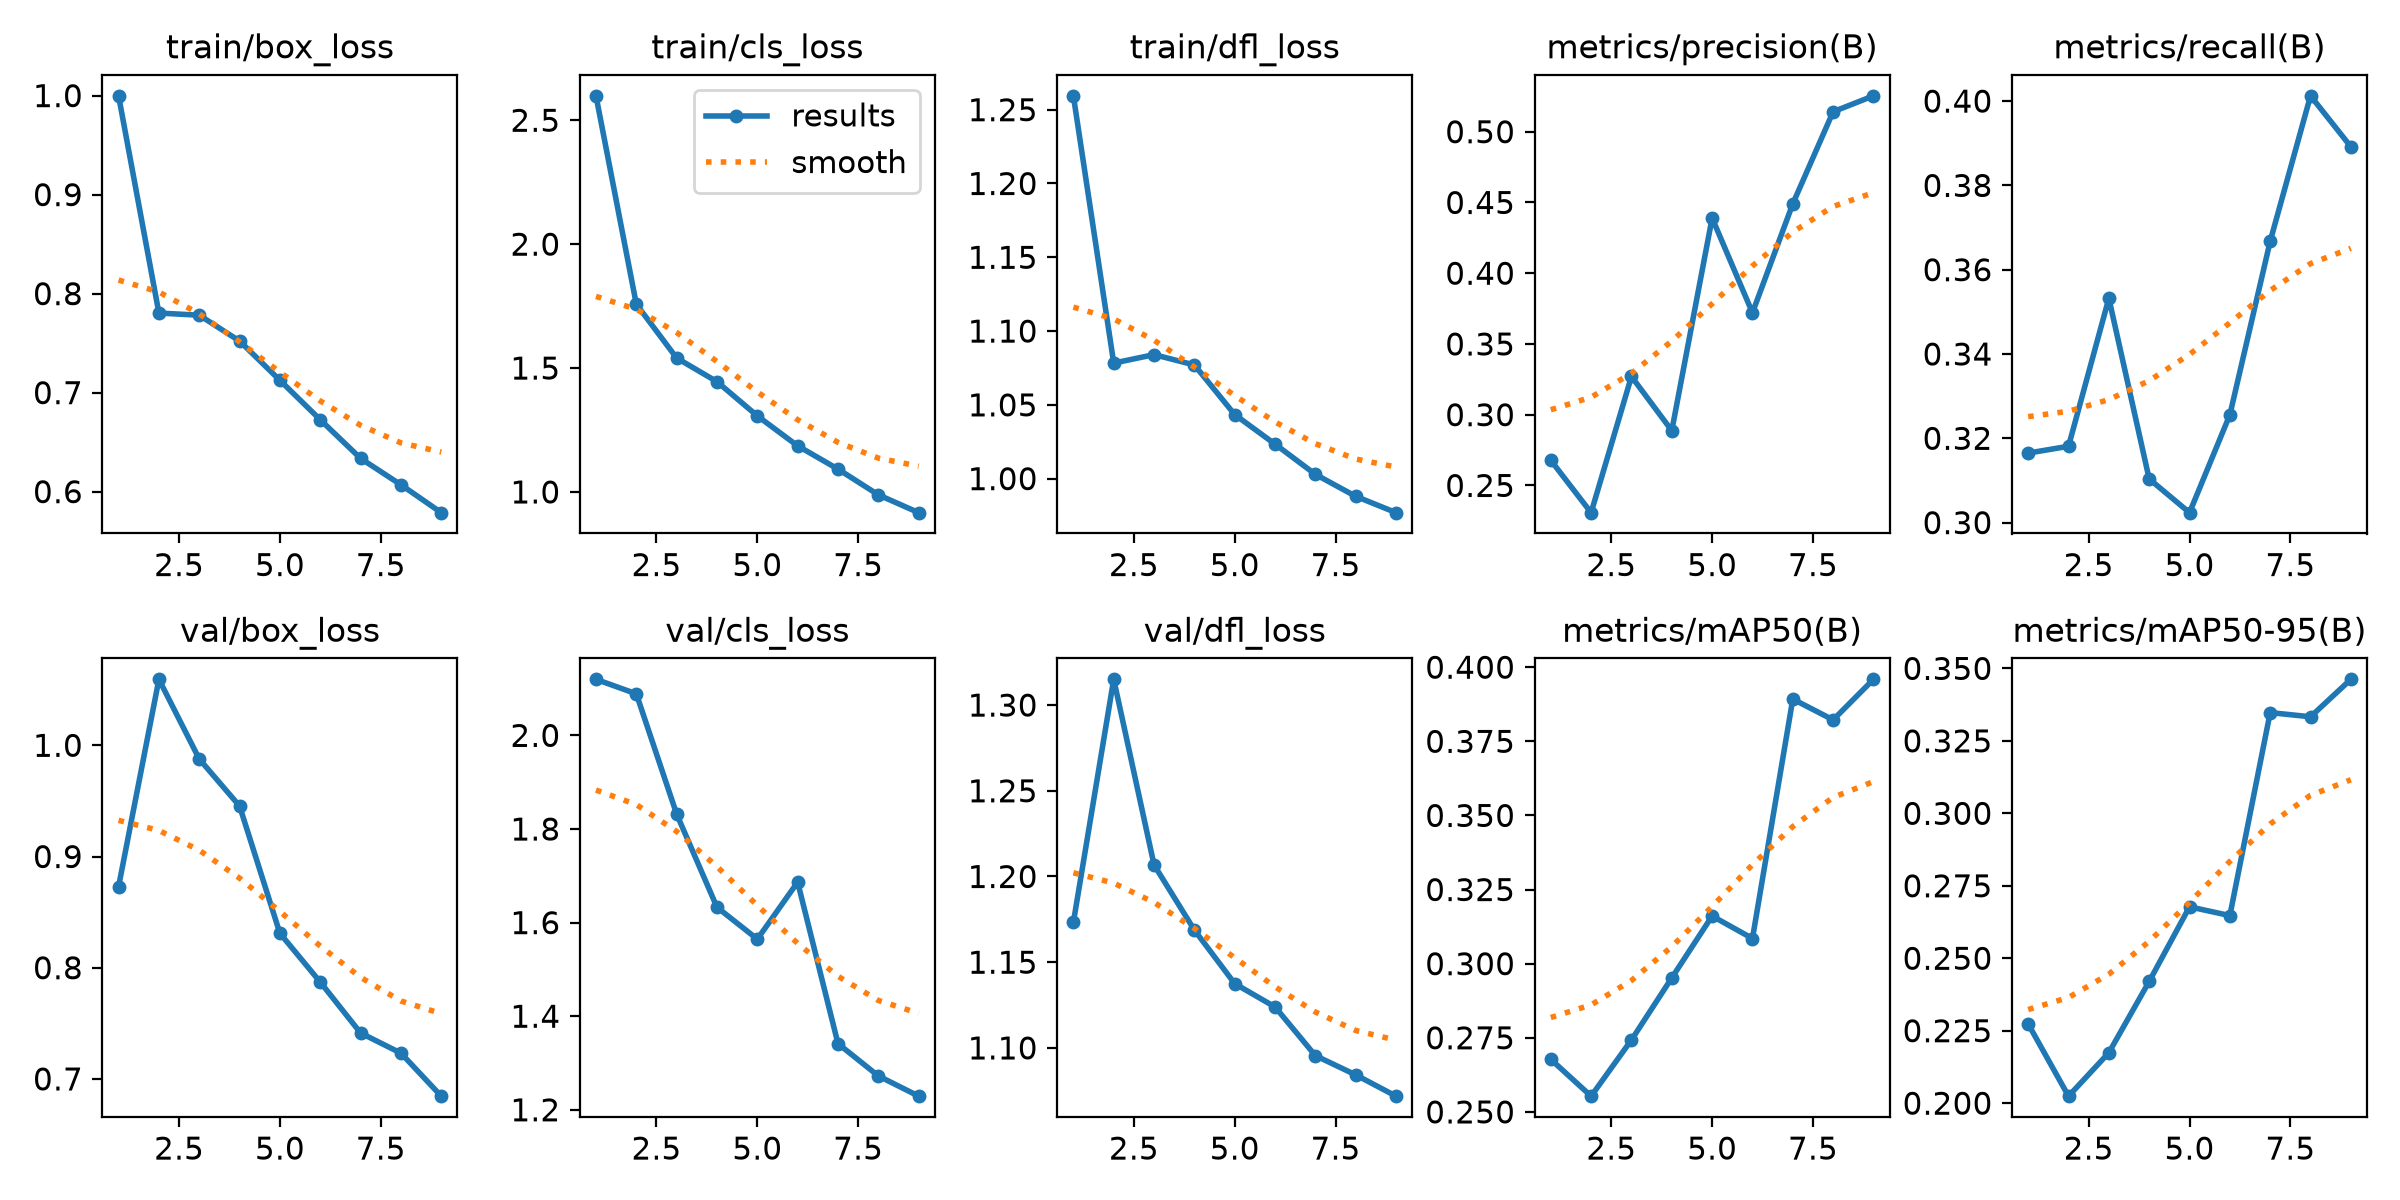 train/box_loss
train/cls_loss
train/dfl_loss
metrics/precision(B)
metrics/recall(B)
1.0
0.9
0.8
0.7
0.6
2.5 5.0 7.5
results
smooth
2.5
2.0
1.5
1.0
2.5 5.0 7.5
1.25
1.20
1.15
1.10
1.05
1.00
2.5 5.0 7.5
0.50
0.45
0.40
0.35
0.30
0.25
2.5 5.0 7.5
0.40
0.38
0.36
0.34
0.32
0.30
2.5 5.0 7.5
val/box_loss
val/cls_loss
val/dfl_loss
metrics/mAP50(B)
metrics/mAP50-95(B)
1.0
0.9
0.8
0.7
2.5 5.0 7.5
2.0
1.8
1.6
1.4
1.2
2.5 5.0 7.5
1.30
1.25
1.20
1.15
1.10
2.5 5.0 7.5
0.400
0.375
0.350
0.325
0.300
0.275
0.250
2.5 5.0 7.5
0.350
0.325
0.300
0.275
0.250
0.225
0.200
2.5 5.0 7.5